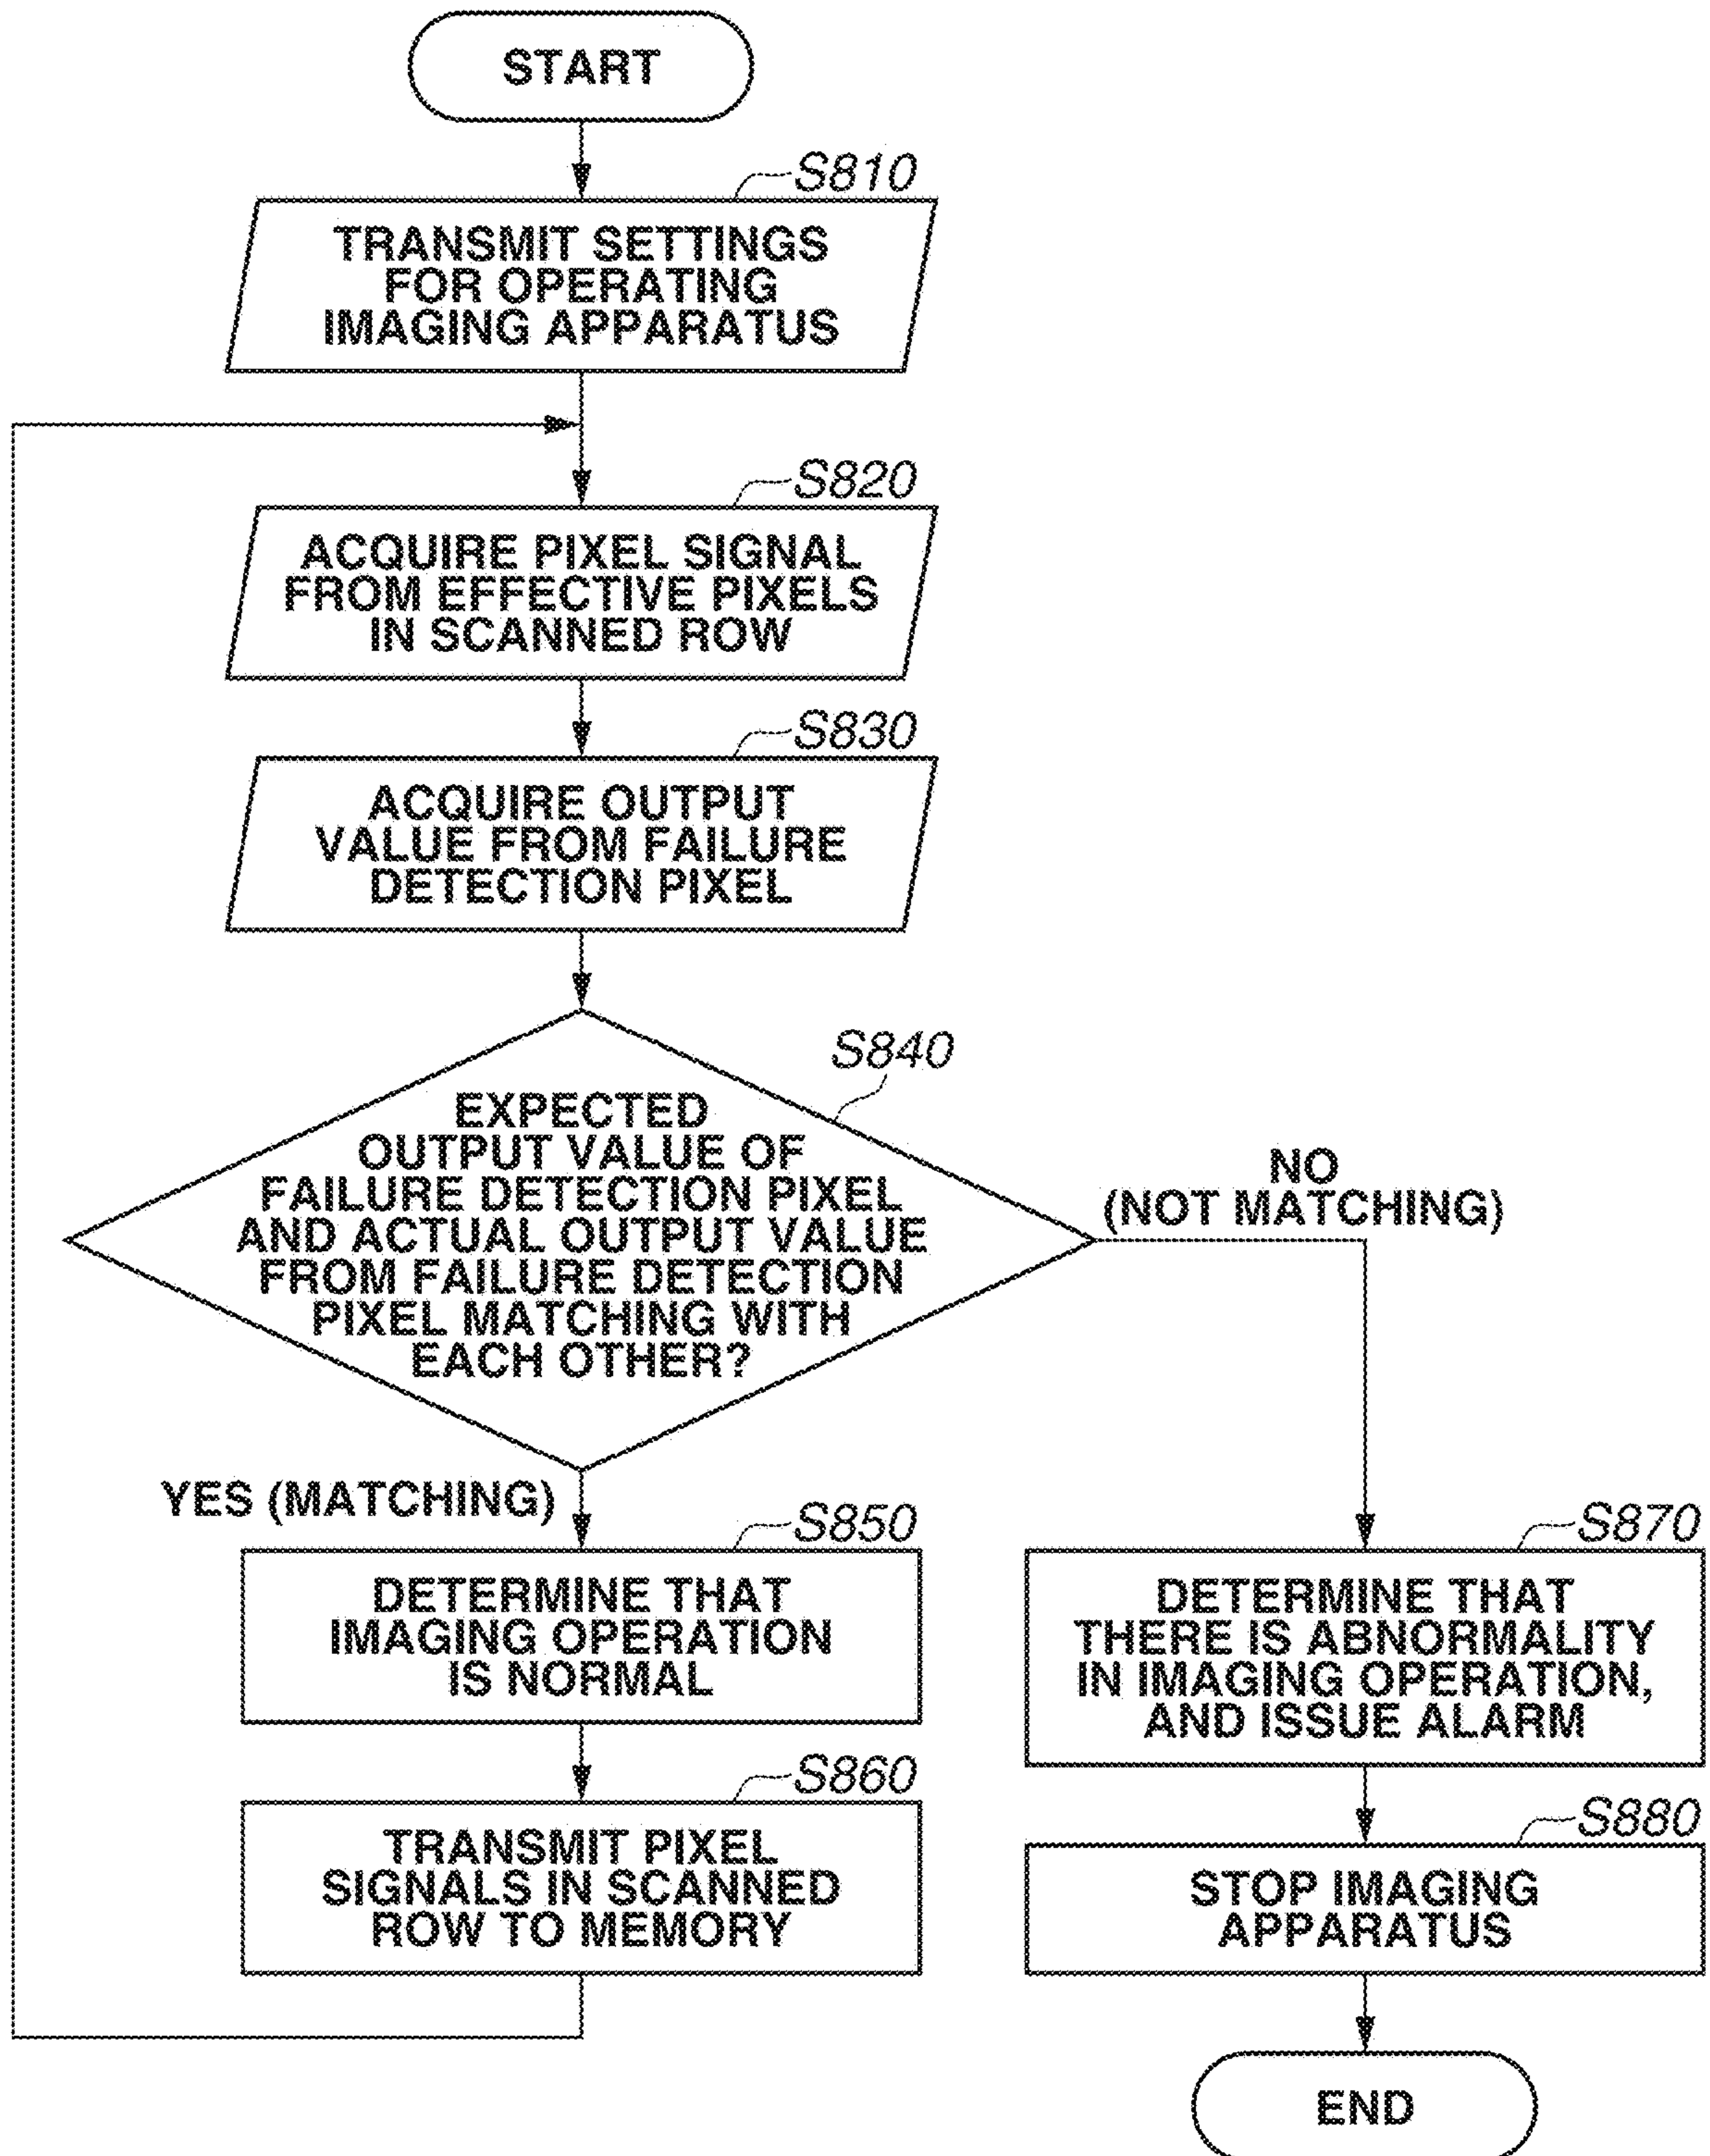 START
S810
TRANSMIT SETTINGS
FOR OPERATING
IMAGING APPARATUS
S820
ACQUIRE PIXEL SIGNAL
FROM EFFECTIVE PIXELS
IN SCANNED ROW
S830
ACQUIRE OUTPUT
VALUE FROM FAILURE
DETECTION PIXEL
S840
EXPECTED
OUTPUT VALUE OF
FAILURE DETECTION PIXEL
AND ACTUAL OUTPUT VALUE
FROM FAILURE DETECTION
PIXEL MATCHING WITH
EACH OTHER?
NO
(NOT MATCHING)
YES (MATCHING)
S850
DETERMINE THAT
IMAGING OPERATION
IS NORMAL
S860
TRANSMIT PIXEL
SIGNALS IN SCANNED
ROW TO MEMORY
S870
DETERMINE THAT
THERE IS ABNORMALITY
IN IMAGING OPERATION,
AND ISSUE ALARM
S880
STOP IMAGING
APPARATUS
END